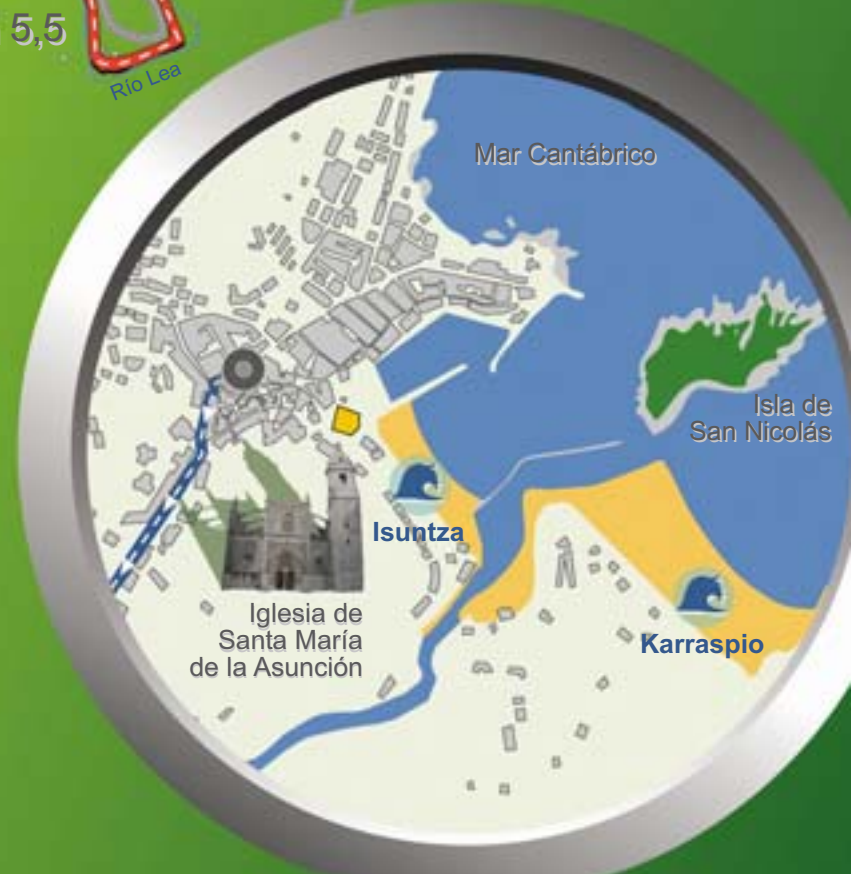 5,5
Río Lea
Mar Cantábrico
Isla de
San Nicolás
Isuntza
Karraspio
Iglesia de
Santa María
de la Asunción